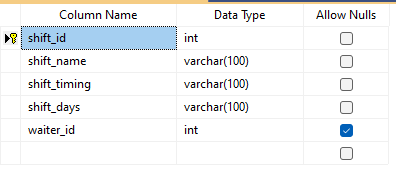 Column Name Data Type Allow Nulls
shift_id int
shift_name varchar(100)
shift_timing varchar(100)
shift_days varchar(100)
waiter_id int